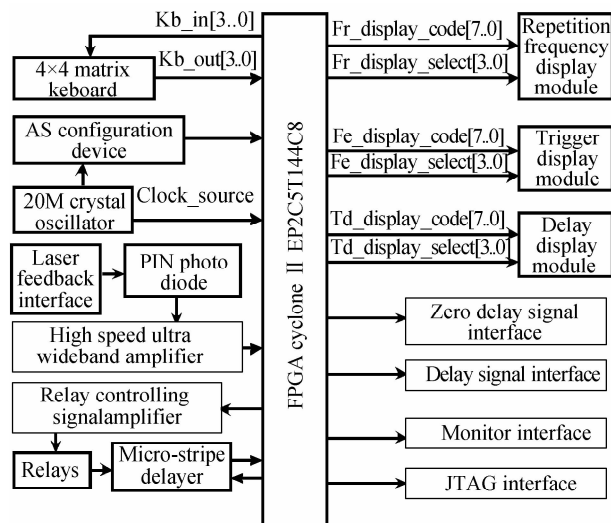 Kb_in[3..0]
4×4 matrix
keboard
Kb_out[3..0]
AS configuration
device
20M crystal
oscillator
Clock_source
Laser
feedback
interface
PIN photo
diode
High speed ultra
wideband amplifier
Relay controlling
signalamplifier
Relays
Micro-stripe
delayer
FPGA cyclone II EP2C5T144C8
Fr_display_code[7..0]
Fr_display_select[3..0]
Repetition
frequency
display
module
Fe_display_code[7..0]
Fe_display_select[3..0]
Trigger
display
modulc
Td_display_code[7..0]
Td_display_select[3..0]
Delay
display
module
Zcro dclay signal
interface
Delay signal interface
Monitor interface
JTAG interface